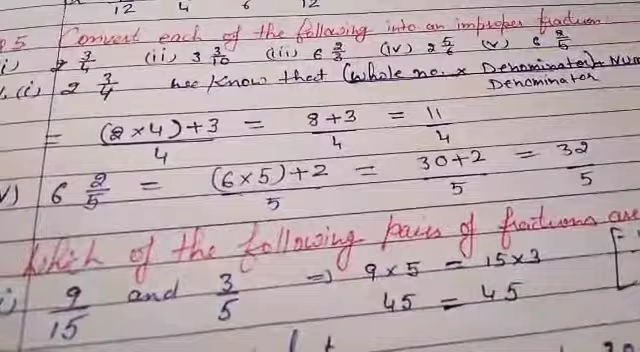 12 4 6 12
Q5 Convert each of the following into an improper fraction
i) 2 3/4 (ii) 3 3/10 (iii) 6 2/3 (iv) 2 5/6 (v) 6 2/5
(i) 2 3/4 we know that (whole no. x Denominator) + Num
Denominator
= (2 x 4) + 3 / 4 = 8 + 3 / 4 = 11 / 4
v) 6 2/5 = (6 x 5) + 2 / 5 = 30 + 2 / 5 = 32 / 5
Which of the following pairs of fractions are
i) 9/15 and 3/5 => 9 x 5 = 15 x 3
45 = 45